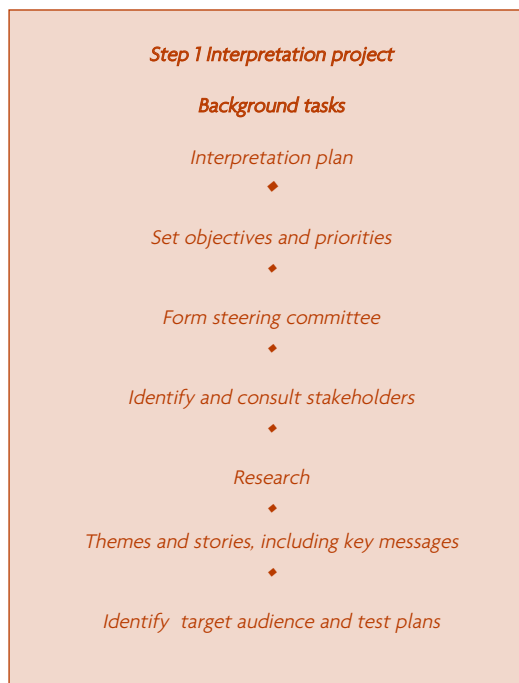 Step 1 Interpretation project
Background tasks
Interpretation plan
Set objectives and priorities
Form steering committee
Identify and consult stakeholders
Research
Themes and stories, including key messages
Identify target audience and test plans